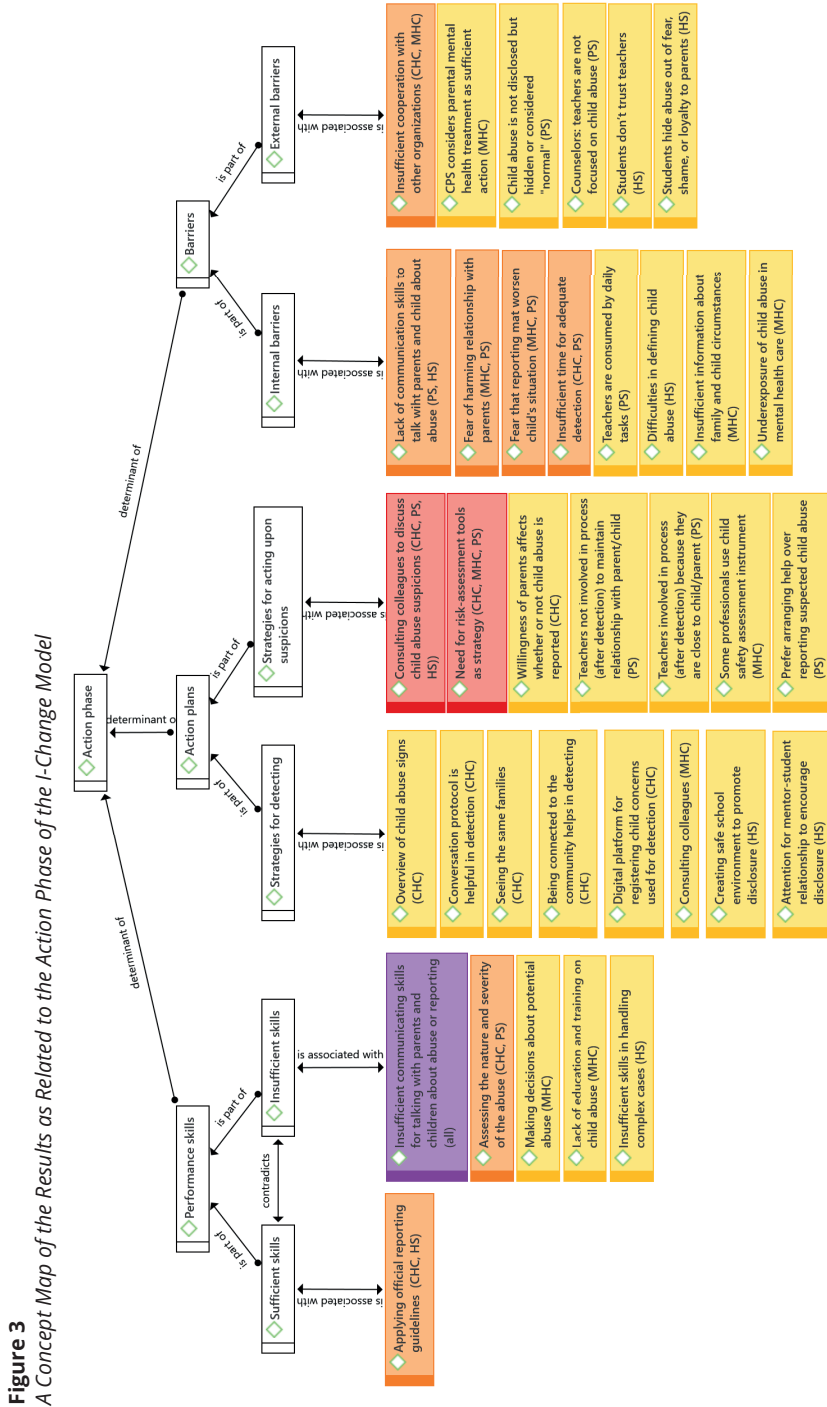 Figure 3
A Concept Map of the Results as Related to the Action Phase of the I-Change Model
Action phase
determinant of
determinant o
determinant of
Performance skills
Action plans
Barriers
is part of
is part of
is part of
is part of
is part of
is part of
Sufficient skills
contradicts
Insufficient skills
Strategies for detecting
Strategies for acting upon
suspicions
Internal barriers
External barriers
is associated with
is associated with
is associated with
is associated with
is associated with
is associated with
Applying official reporting
guidelines (CHC, HS)
Insufficient communicating skills
for talking with parents and
children about abuse or reporting
(all)
Assessing the nature and severity
of the abuse (CHC, PS)
Making decisions about potential
abuse (MHC)
Lack of education and training on
child abuse (MHC)
Insufficient skills in handling
complex cases (HS)
Overview of child abuse signs
(CHC)
Conversation protocol is
helpful in detection (CHC)
Seeing the same families
(CHC)
Being connected to the
community helps in detecting
(CHC)
Digital platform for
registering child concerns
used for detection (CHC)
Consulting colleagues (MHC)
Creating safe school
environment to promote
disclosure (HS)
Attention for mentor-student
relationship to encourage
disclosure (HS)
Consulting colleagues to discuss
child abuse suspicions (CHC, PS,
HS))
Need for risk-assessment tools
as strategy (CHC, MHC, PS)
Willingness of parents affects
whether or not child abuse is
reported (CHC)
Teachers not involved in process
(after detection) to maintain
relationship with parent/child
(PS)
Teachers involved in process
(after detection) because they
are close to child/parent (PS)
Some professionals use child
safety assessment instrument
(MHC)
Prefer arranging help over
reporting suspected child abuse
(PS)
Lack of communication skills to
talk wiht parents and child about
abuse (PS, HS)
Fear of harming relationship with
parents (MHC, PS)
Fear that reporting mat worsen
child's situation (MHC, PS)
Insufficient time for adequate
detection (CHC, PS)
Teachers are consumed by daily
tasks (PS)
Difficulties in defining child
abuse (HS)
Insufficient information about
family and child circumstances
(MHC)
Underexposure of child abuse in
mental health care (MHC)
Insufficient cooperation with
other organizations (CHC, MHC)
CPS considers parental mental
health treatment as sufficient
action (MHC)
Child abuse is not disclosed but
hidden or considered
"normal" (PS)
Counselors: teachers are not
focused on child abuse (PS)
Students don't trust teachers
(HS)
Students hide abuse out of fear,
shame, or loyalty to parents (HS)